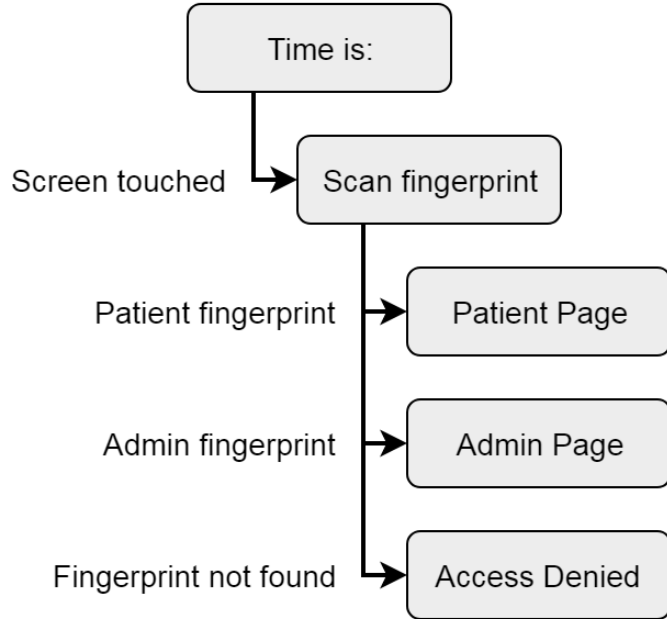 Time is:
Screen touched
Scan fingerprint
Patient fingerprint
Patient Page
Admin fingerprint
Admin Page
Fingerprint not found
Access Denied